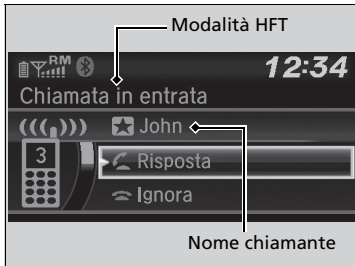 Modalità HFT
RM 12:34
Chiamata in entrata
John
3
Risposta
Ignora
Nome chiamante